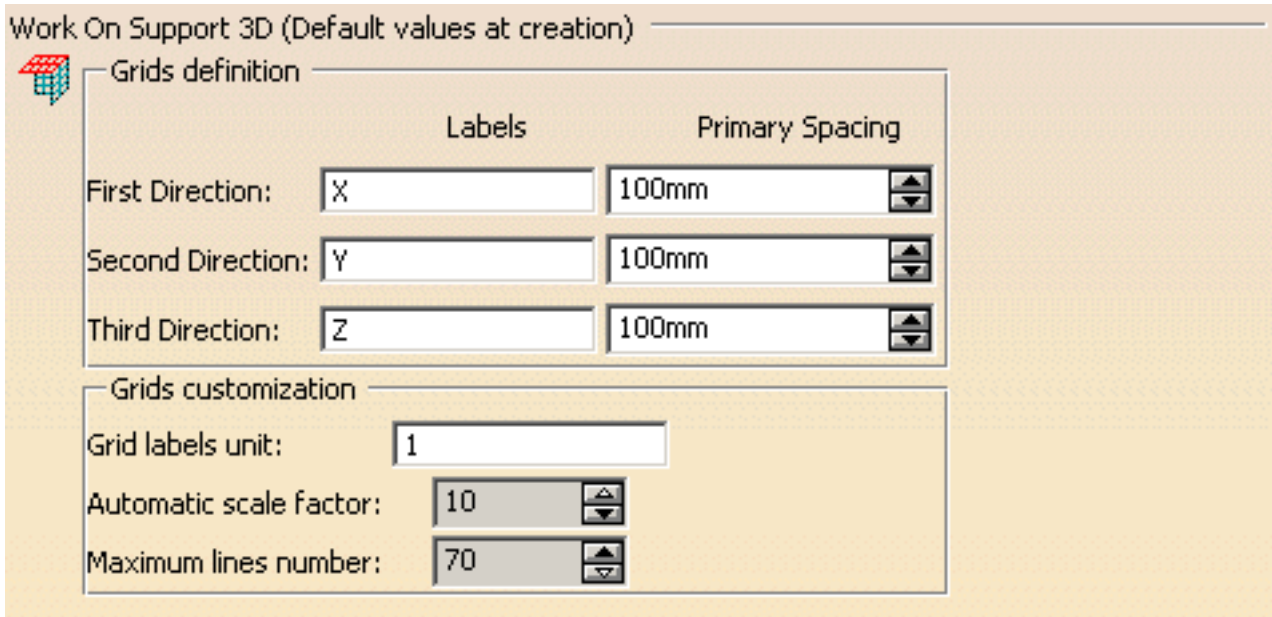 Work On Support 3D (Default values at creation)
Grids definition
Labels Primary Spacing
First Direction: X 100mm
Second Direction: Y 100mm
Third Direction: Z 100mm
Grids customization
Grid labels unit: 1
Automatic scale factor: 10
Maximum lines number: 70